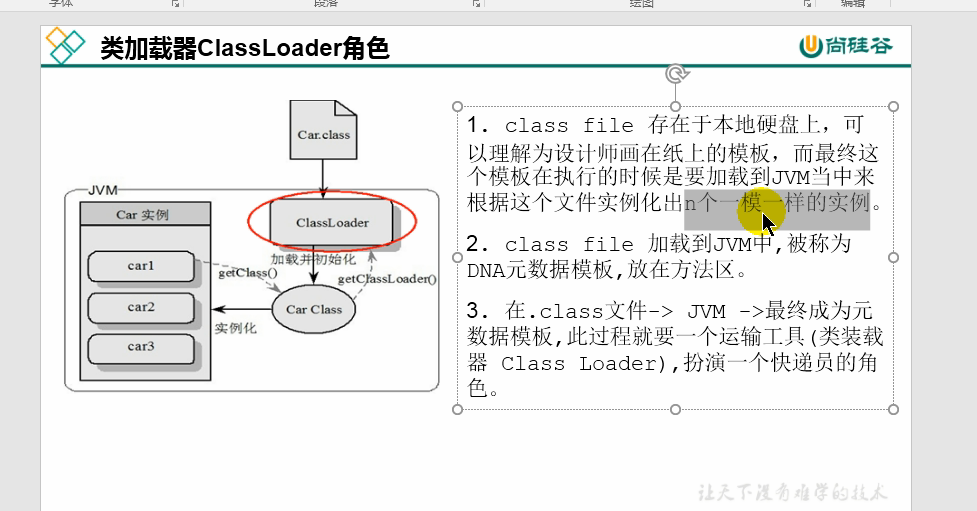 字体
段落
绘图
编辑
类加载器ClassLoader角色
尚硅谷
Car.class
JVM
Car 实例
ClassLoader
car1
加载并初始化
getClass()
getClassLoader()
car2
Car Class
实例化
car3
1. class file 存在于本地硬盘上，可
以理解为设计师画在纸上的模板，而最终这
个模板在执行的时候是要加载到JVM当中来
根据这个文件实例化出n个一模一样的实例。
2. class file 加载到JVM中,被称为
DNA元数据模板,放在方法区。
3. 在.class文件-> JVM ->最终成为元
数据模板,此过程就要一个运输工具(类装载
器 Class Loader),扮演一个快递员的角
色。
让天下没有难学的技术